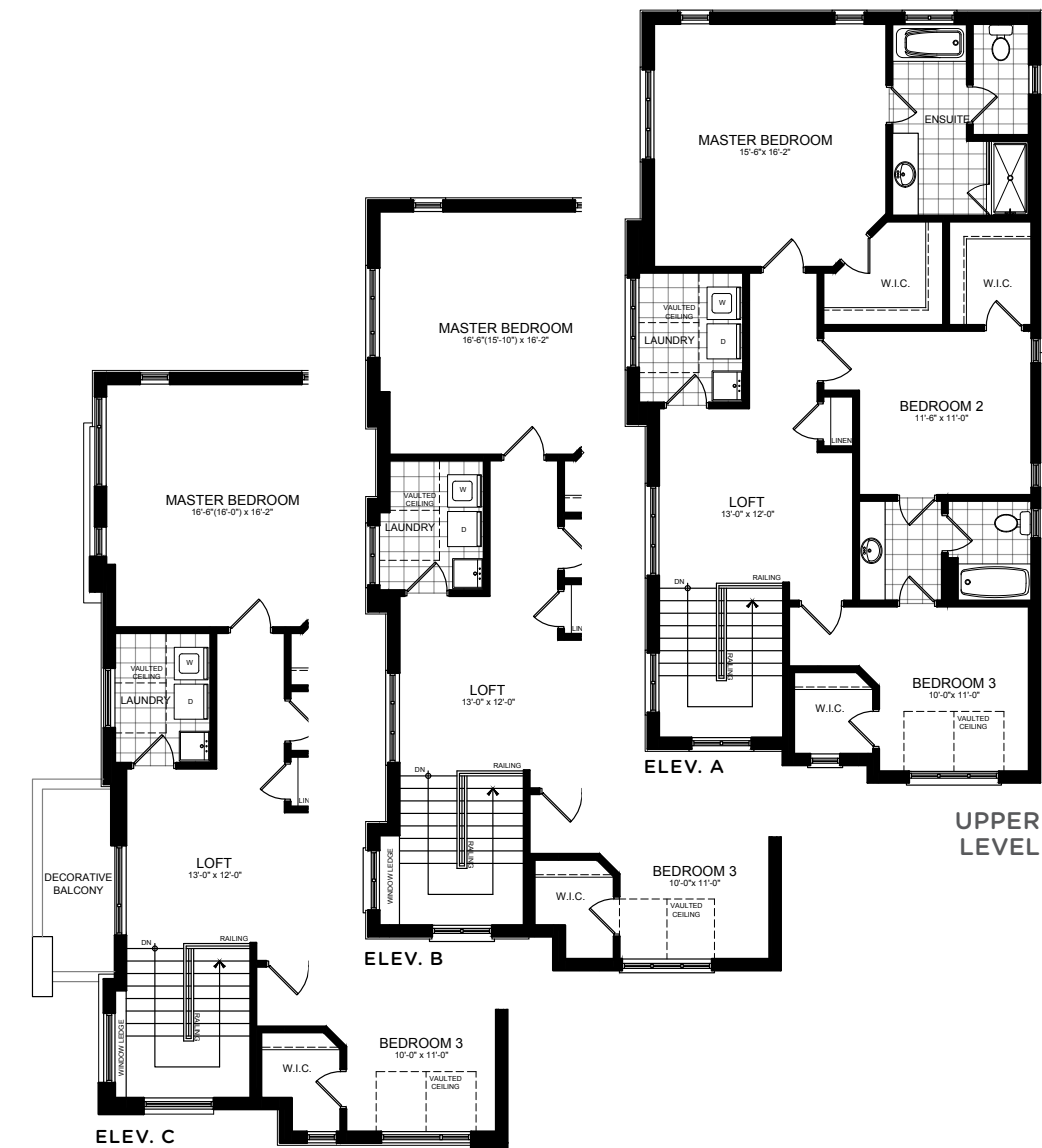 MASTER BEDROOM
15'-6"x 16'-2"
ENSUITE
W.I.C.
W.I.C.
VAULTED
CEILING
W
LAUNDRY
D
BEDROOM 2
11'-6" x 11'-0"
LINEN
LOFT
13'-0" x 12'-0"
DN
RAILING
RAILING
BEDROOM 3
10'-0"x 11'-0"
W.I.C.
VAULTED
CEILING
ELEV. A
UPPER
LEVEL
MASTER BEDROOM
16'-6"(15'-10") x 16'-2"
VAULTED
CEILING
W
LAUNDRY
D
LIN
LOFT
13'-0" x 12'-0"
DN
RAILING
RAILING
WINDOW LEDGE
BEDROOM 3
10'-0"x 11'-0"
W.I.C.
VAULTED
CEILING
ELEV. B
MASTER BEDROOM
16'-6"(16'-0") x 16'-2"
VAULTED
CEILING
W
LAUNDRY
D
LIN
LOFT
13'-0" x 12'-0"
DECORATIVE
BALCONY
DN
RAILING
RAILING
WINDOW LEDGE
BEDROOM 3
10'-0" x 11'-0"
W.I.C.
VAULTED
CEILING
ELEV. C